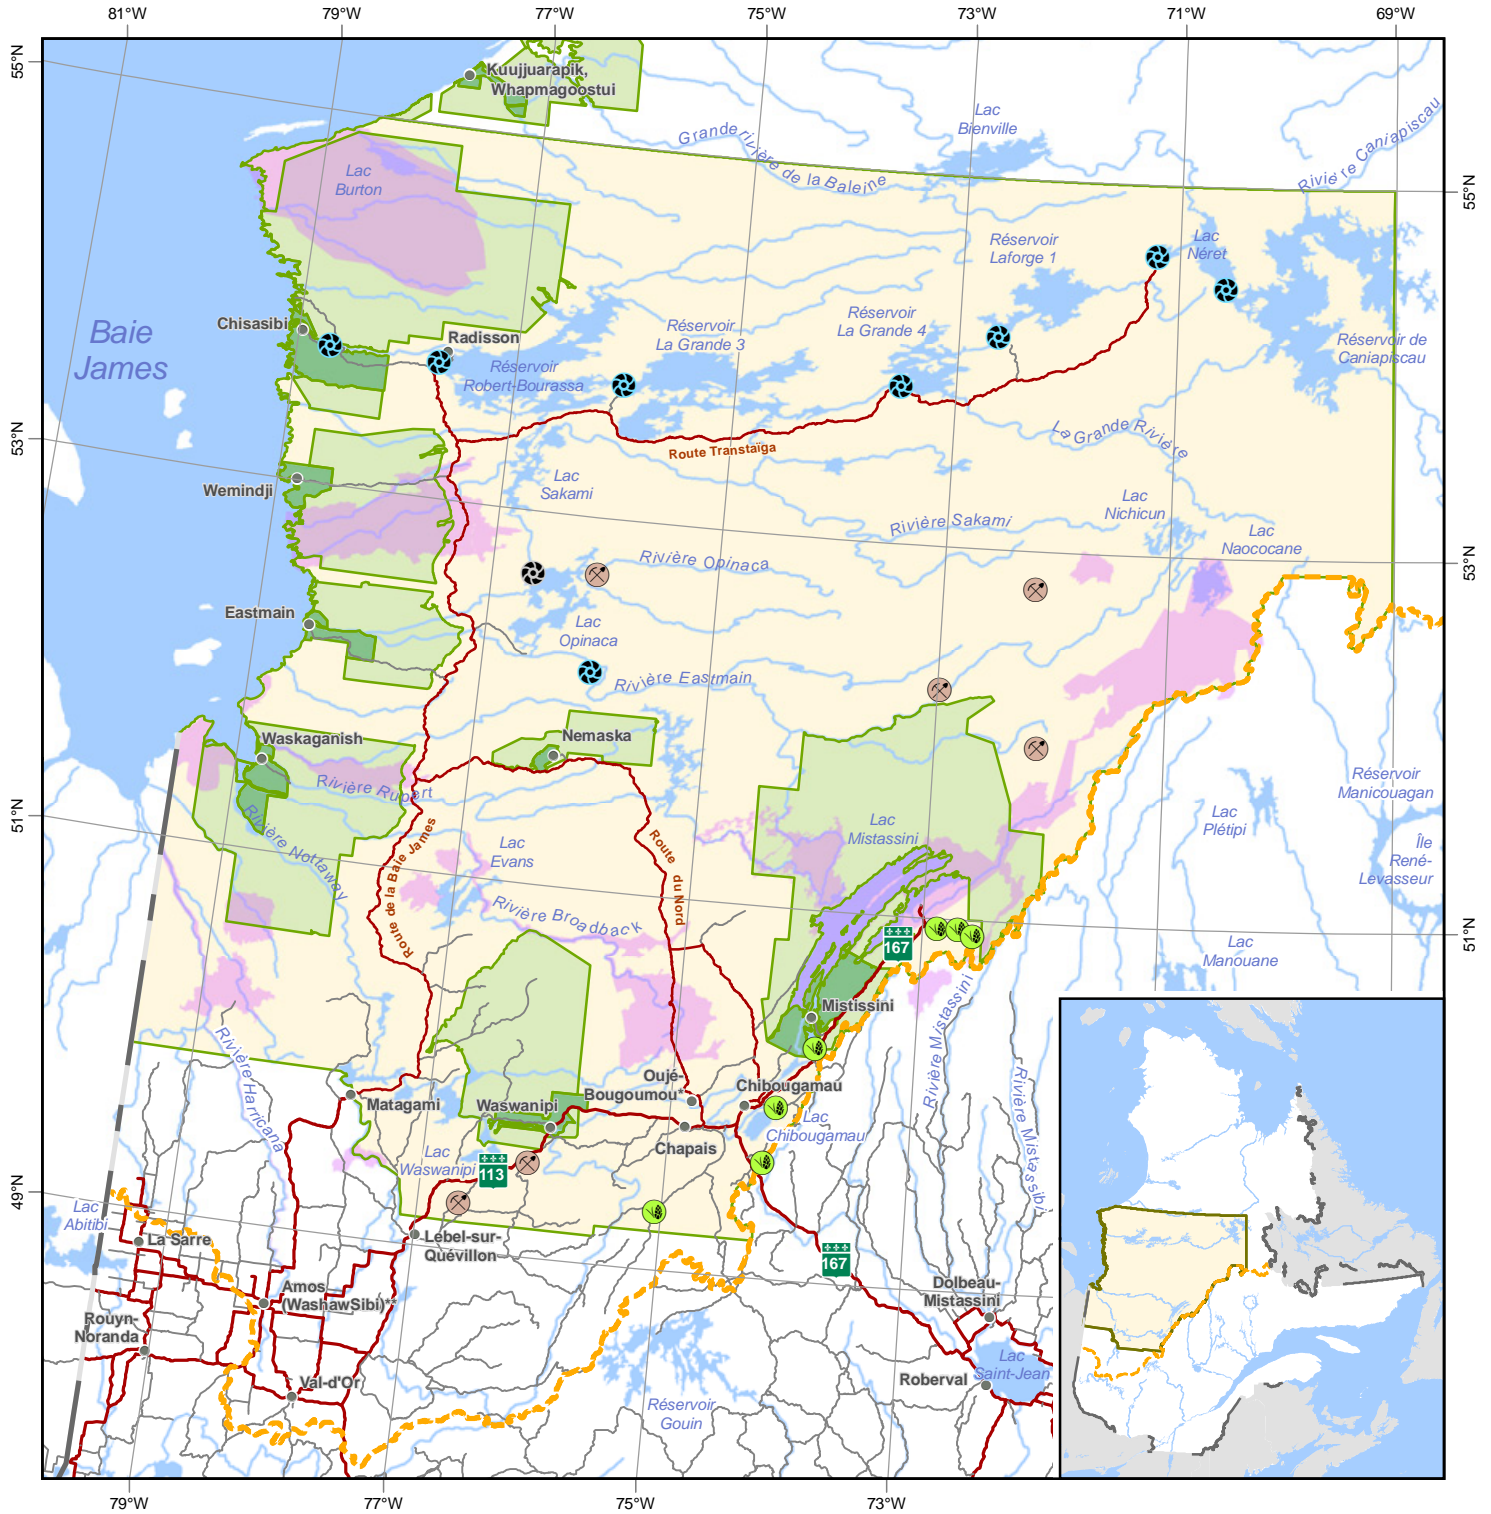 81°W
79°W
77°W
75°W
73°W
71°W
69°W
55°N
55°N
Kuujjuarapik,
Whapmagoostui
Lac
Bienville
Grande rivière de la Baleine
Rivière Caniapiscau
Lac
Burton
Réservoir
Laforge 1
Lac
Néret
Chisasibi
Radisson
Baie
James
Réservoir
La Grande 3
Réservoir
La Grande 4
Réservoir de
Caniapiscau
Réservoir
Robert-Bourassa
53°N
La Grande Rivière
Route Transtaïga
Wemindji
Lac
Sakami
Lac
Nichicun
Rivière Sakami
Lac
Naococane
53°N
Rivière Opinaca
Eastmain
Lac
Opinaca
Rivière Eastmain
Waskaganish
Nemaska
Rivière Rupert
Réservoir
Manicouagan
51°N
Rivière Nottaway
Route de la Baie James
Lac
Evans
Route du Nord
Lac
Mistassini
Lac
Plétipi
Île
René-
Levasseur
Rivière Broadback
167
Lac
Manouane
51°N
Mistissini
Rivière Mistassini
Rivière Harricana
Matagami
Oujé-
Bougoumou*
Chibougamau
Waswanipi
Lac
Chibougamau
Chapais
Rivière Mistassibi
Lac
Waswanipi
113
49°N
Lac
Abitibi
La Sarre
Lebel-sur-
Quévillon
167
Amos
(WashawSibi)**
Dolbeau-
Mistassini
Rouyn-
Noranda
Val-d'Or
Roberval
Lac
Saint-Jean
Réservoir
Gouin
79°W
77°W
75°W
73°W